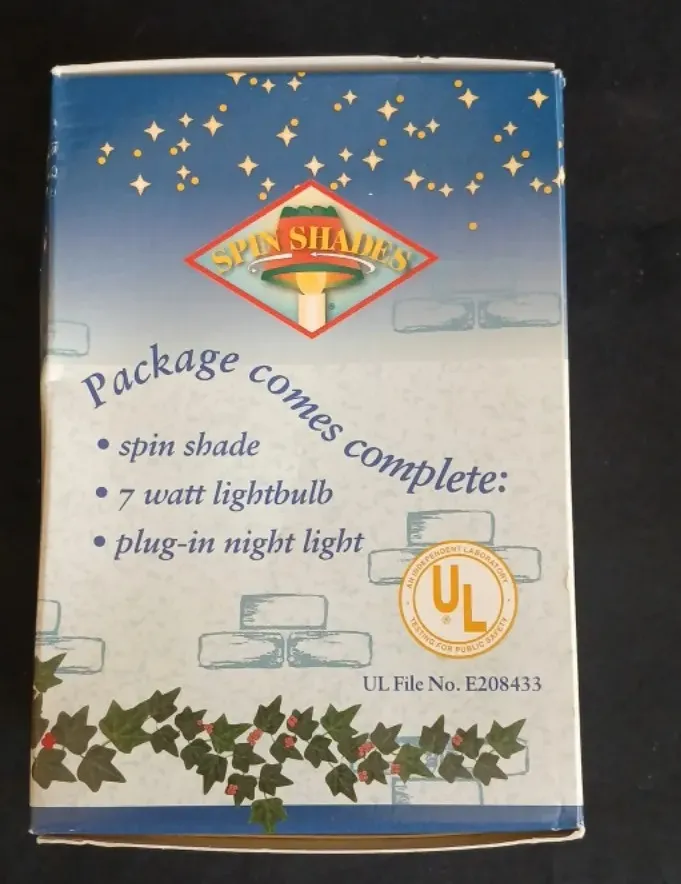 SPIN SHADES
®
Package comes complete:
• spin shade
• 7 watt lightbulb
• plug-in night light
AN INDEPENDENT LABORATORY
UL
®
TESTING FOR PUBLIC SAFETY
UL File No. E208433